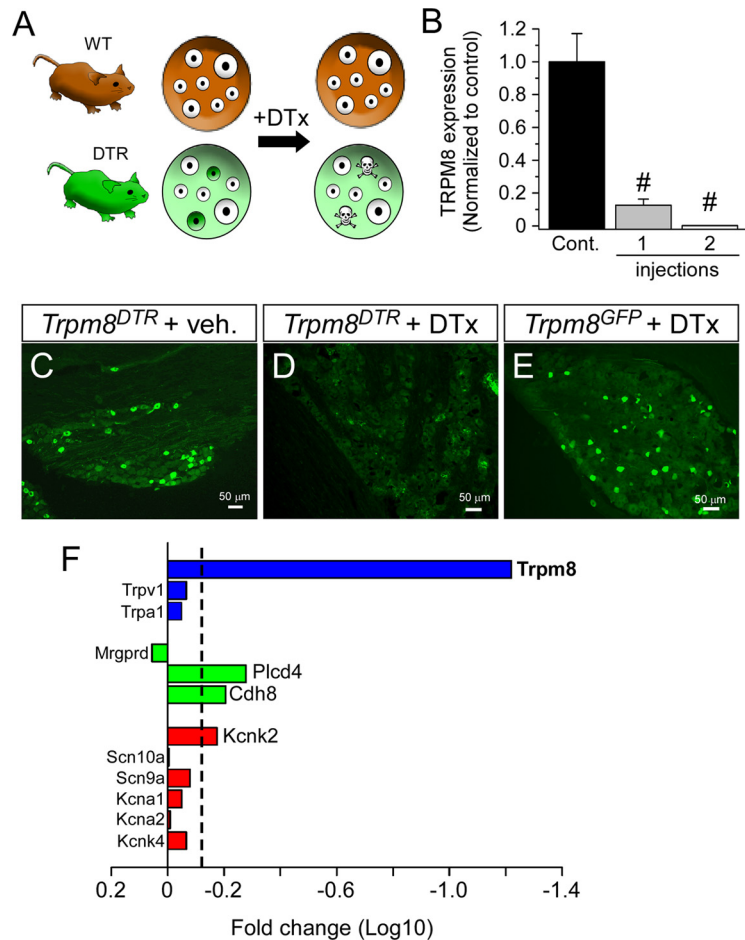 A
WT
+DTx
DTR
B
TRPM8 expression
(Normalized to control)
1.2
1.0
0.8
0.6
0.4
0.2
0
#
#
Cont.
1
2
injections
Trpm8DTR + veh.
Trpm8DTR + DTx
Trpm8GFP + DTx
C
50 µm
D
50 µm
E
50 µm
F
Trpm8
Trpv1
Trpa1
Mrgprd
Plcd4
Cdh8
Kcnk2
Scn10a
Scn9a
Kcna1
Kcna2
Kcnk4
0.2
0
-0.2
-0.6
-1.0
-1.4
Fold change (Log10)